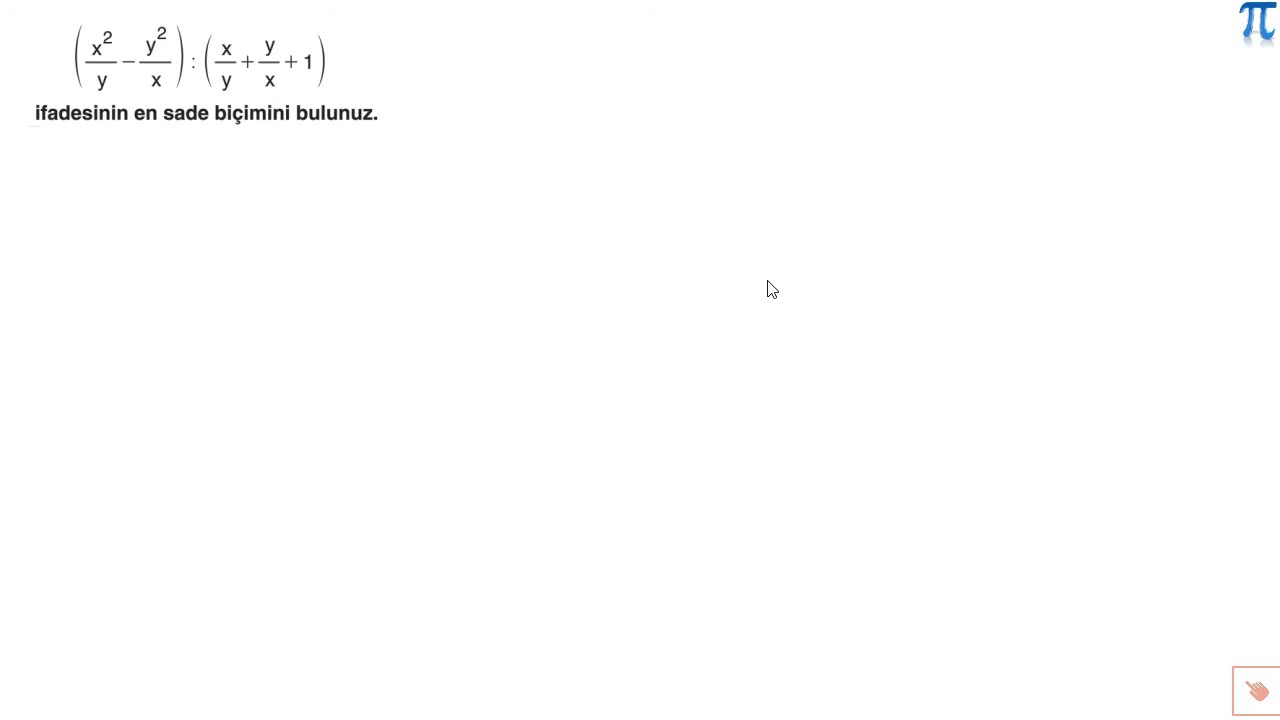 (x²/y − y²/x) : (x/y + y/x + 1)
ifadesinin en sade biçimini bulunuz.
π